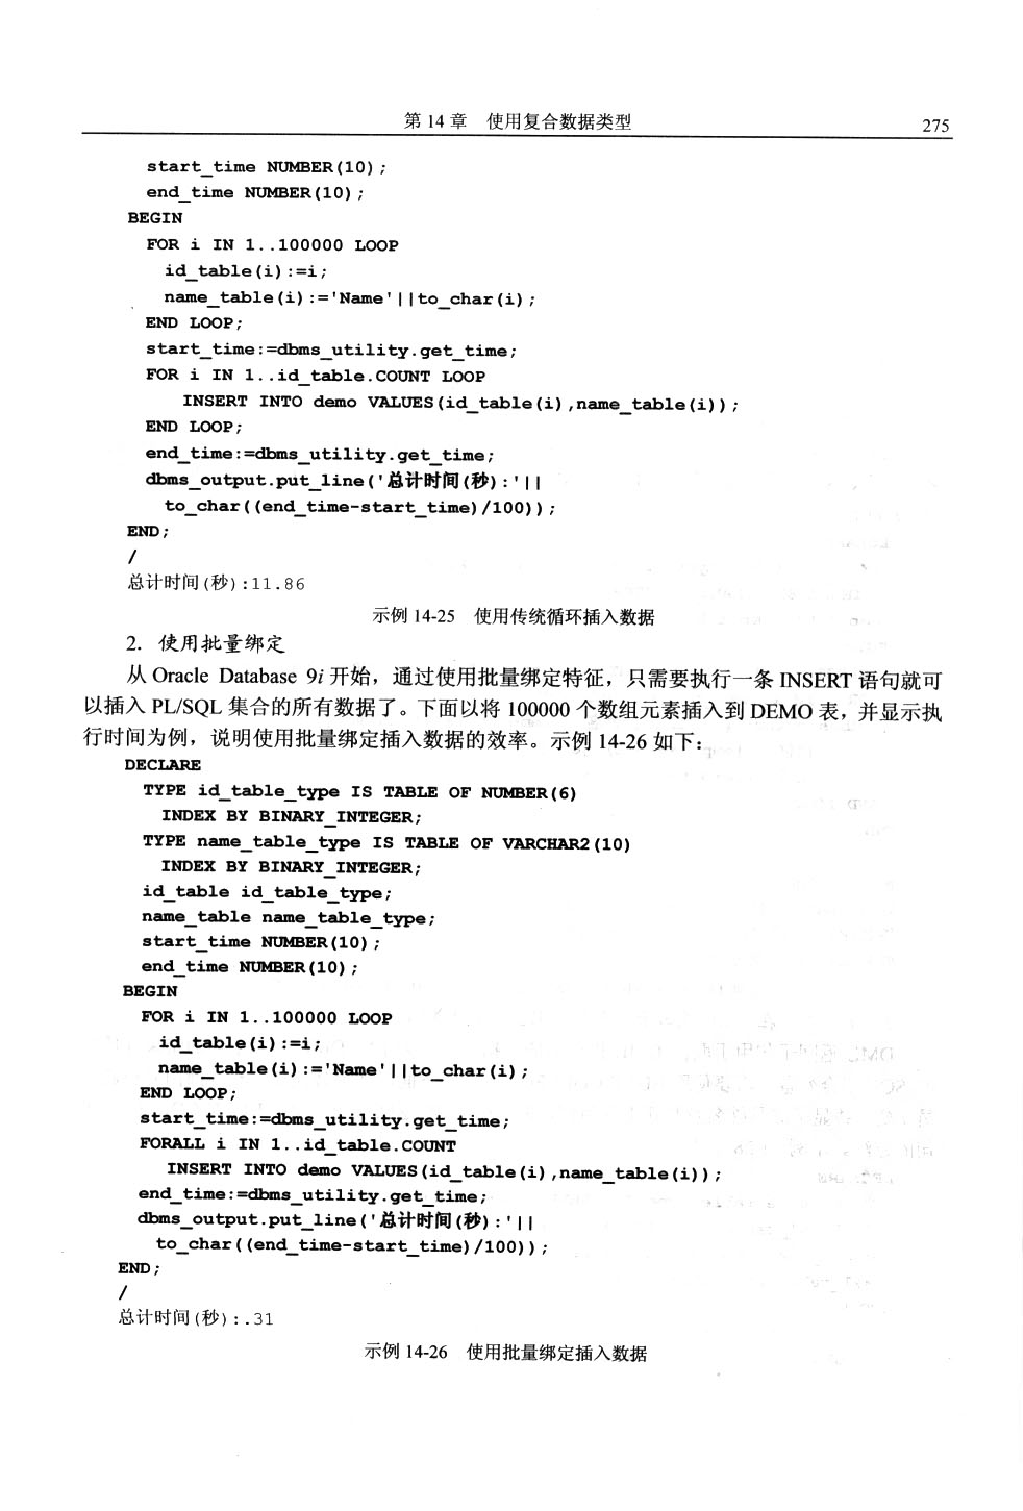 第 14 章 使用复合数据类型
275
start_time NUMBER(10);
end_time NUMBER(10);
BEGIN
FOR i IN 1..100000 LOOP
id_table(i):=i;
name_table(i):='Name'||to_char(i);
END LOOP;
start_time:=dbms_utility.get_time;
FOR i IN 1..id_table.COUNT LOOP
INSERT INTO demo VALUES(id_table(i),name_table(i));
END LOOP;
end_time:=dbms_utility.get_time;
dbms_output.put_line('总计时间(秒):'||
to_char((end_time-start_time)/100));
END;
/
总计时间(秒):11.86
示例 14-25 使用传统循环插入数据
2. 使用批量绑定
从 Oracle Database 9i 开始，通过使用批量绑定特征，只需要执行一条 INSERT 语句就可
以插入 PL/SQL 集合的所有数据了。下面以将 100000 个数组元素插入到 DEMO 表，并显示执
行时间为例，说明使用批量绑定插入数据的效率。示例 14-26 如下：
DECLARE
TYPE id_table_type IS TABLE OF NUMBER(6)
INDEX BY BINARY_INTEGER;
TYPE name_table_type IS TABLE OF VARCHAR2(10)
INDEX BY BINARY_INTEGER;
id_table id_table_type;
name_table name_table_type;
start_time NUMBER(10);
end_time NUMBER(10);
BEGIN
FOR i IN 1..100000 LOOP
id_table(i):=i;
name_table(i):='Name'||to_char(i);
END LOOP;
start_time:=dbms_utility.get_time;
FORALL i IN 1..id_table.COUNT
INSERT INTO demo VALUES(id_table(i),name_table(i));
end_time:=dbms_utility.get_time;
dbms_output.put_line('总计时间(秒):'||
to_char((end_time-start_time)/100));
END;
/
总计时间(秒):.31
示例 14-26 使用批量绑定插入数据